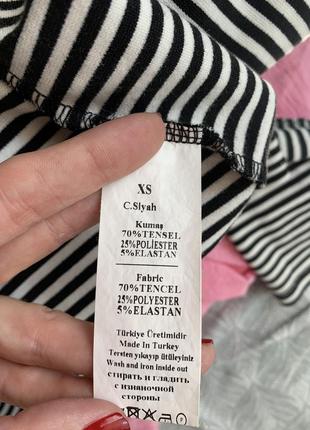 XS
C.Siyah
Kumaş
70%TENSEL
25%POLİESTER
5%ELASTAN
Fabric
70%TENCEL
25%POLYESTER
5%ELASTAN
Türkiye Üretimidir
Made In Turkey
Tersten yıkayıp ütüleyiniz
Wash and iron inside out
стирать и гладить
с изнаночной
стороны